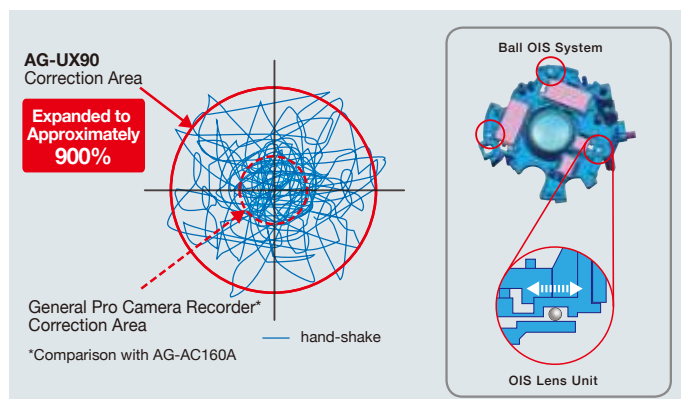 AG-UX90
Correction Area
Expanded to
Approximately
900%
General Pro Camera Recorder*
Correction Area
*Comparison with AG-AC160A
hand-shake
Ball OIS System
OIS Lens Unit